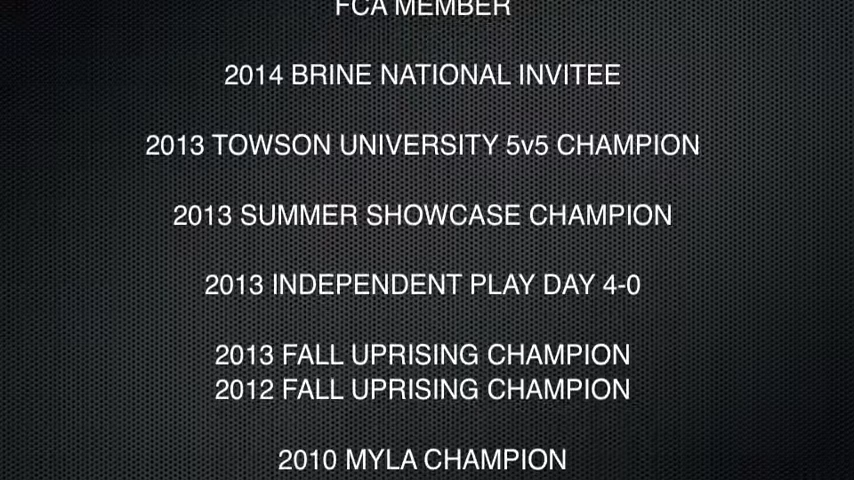 FCA MEMBER
2014 BRINE NATIONAL INVITEE
2013 TOWSON UNIVERSITY 5v5 CHAMPION
2013 SUMMER SHOWCASE CHAMPION
2013 INDEPENDENT PLAY DAY 4-0
2013 FALL UPRISING CHAMPION
2012 FALL UPRISING CHAMPION
2010 MYLA CHAMPION